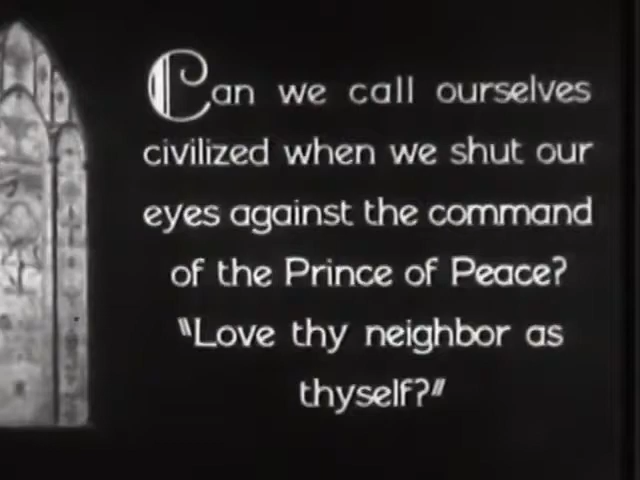 Can we call ourselves
civilized when we shut our
eyes against the command
of the Prince of Peace?
"Love thy neighbor as
thyself?"